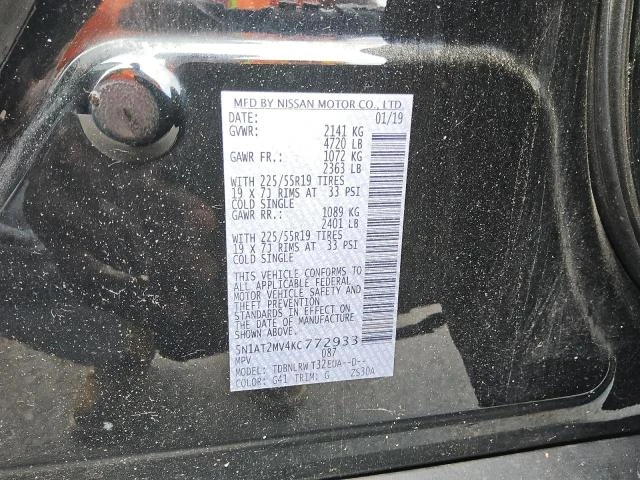 MFD BY NISSAN MOTOR CO., LTD.
DATE: 01/19
GVWR: 2141 KG
4720 LB
GAWR FR.: 1072 KG
2363 LB
WITH 225/55R19 TIRES
19 X 7J RIMS AT 33 PSI
COLD SINGLE
GAWR RR.: 1089 KG
2401 LB
WITH 225/55R19 TIRES
19 X 7J RIMS AT 33 PSI
COLD SINGLE
THIS VEHICLE CONFORMS TO
ALL APPLICABLE FEDERAL
MOTOR VEHICLE SAFETY AND
THEFT PREVENTION
STANDARDS IN EFFECT ON
THE DATE OF MANUFACTURE
SHOWN ABOVE.
5N1AT2MV4KC772933
MPV 087
MODEL: TDBNLRW T32EDA--D--
COLOR: G41 TRIM: G ZS30A